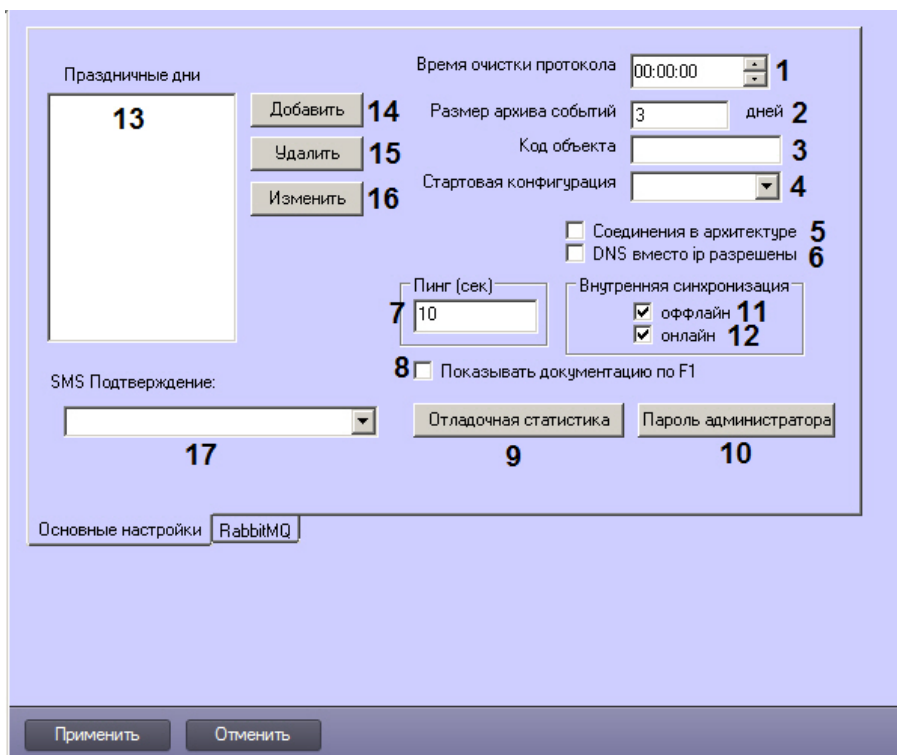 Праздничные дни
13
Добавить 14
Удалить 15
Изменить 16
Время очистки протокола 00:00:00 1
Размер архива событий 3 дней 2
Код объекта 3
Стартовая конфигурация 4
Соединения в архитектуре 5
DNS вместо ip разрешены 6
Пинг (сек)
7 10
Внутренняя синхронизация
оффлайн 11
онлайн 12
8 Показывать документацию по F1
SMS Подтверждение:
17
Отладочная статистика
9
Пароль администратора
10
Основные настройки
RabbitMQ
Применить
Отменить